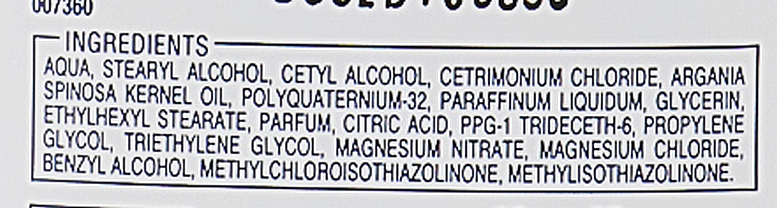 007360
INGREDIENTS
AQUA, STEARYL ALCOHOL, CETYL ALCOHOL, CETRIMONIUM CHLORIDE, ARGANIA
SPINOSA KERNEL OIL, POLYQUATERNIUM-32, PARAFFINUM LIQUIDUM, GLYCERIN,
ETHYLHEXYL STEARATE, PARFUM, CITRIC ACID, PPG-1 TRIDECETH-6, PROPYLENE
GLYCOL, TRIETHYLENE GLYCOL, MAGNESIUM NITRATE, MAGNESIUM CHLORIDE,
BENZYL ALCOHOL, METHYLCHLOROISOTHIAZOLINONE, METHYLISOTHIAZOLINONE.